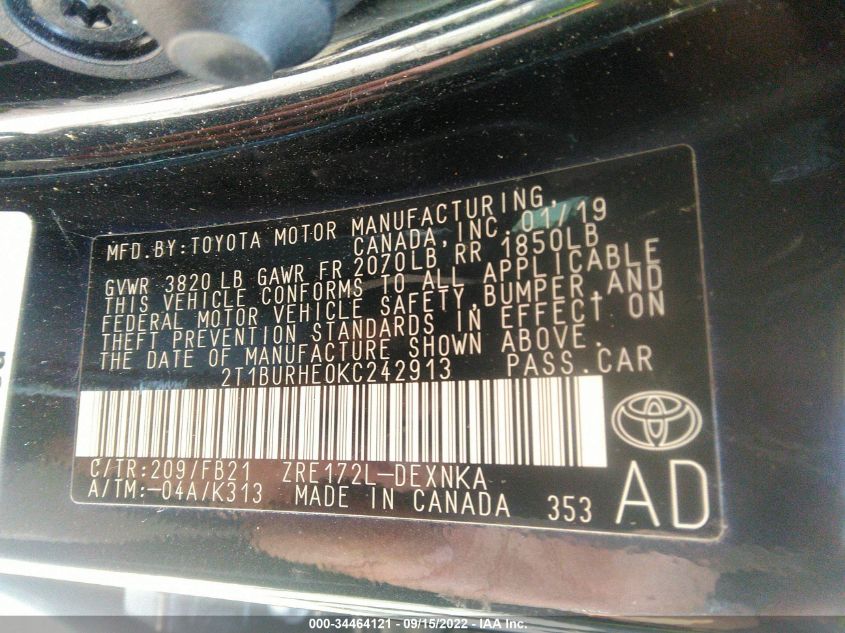 MFD.BY:TOYOTA MOTOR MANUFACTURING,
CANADA,INC. 01/19
GVWR 3820 LB GAWR FR 2070LB RR 1850LB
THIS VEHICLE CONFORMS TO ALL APPLICABLE
FEDERAL MOTOR VEHICLE SAFETY,BUMPER,AND
THEFT PREVENTION STANDARDS IN EFFECT ON
THE DATE OF MANUFACTURE SHOWN ABOVE.
2T1BURHE0KC242913 PASS.CAR
C/TR:209/FB21 ZRE172L-DEXNKA
A/TM:-04A/K313 MADE IN CANADA 353
AD
000-34464121 - 09/15/2022 - IAA Inc.